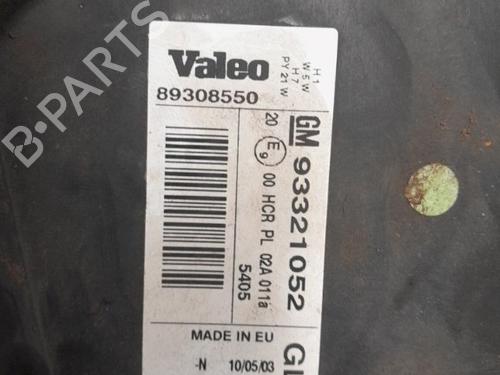 Valeo
89308550
H1
W5W
H7
PY21W
GM 93321052
20 E9 00 HCR PL 02A 011a
5405
MADE IN EU
-N 10/05/03
B-Parts